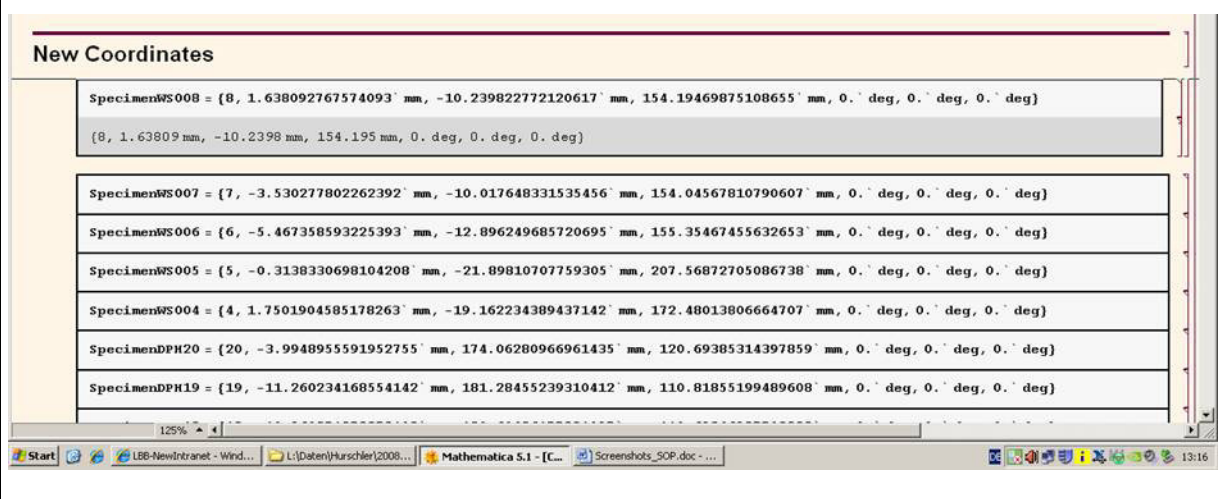 New Coordinates
SpecimenWS008 = {8, 1.638092767574093` mm, -10.239822772120617` mm, 154.19469875108655` mm, 0.` deg, 0.` deg, 0.` deg}
{8, 1.63809 mm, -10.2398 mm, 154.195 mm, 0. deg, 0. deg, 0. deg}
SpecimenWS007 = {7, -3.530277802262392` mm, -10.017648331535456` mm, 154.04567810790607` mm, 0.` deg, 0.` deg, 0.` deg}
SpecimenWS006 = {6, -5.467358593225393` mm, -12.896249685720695` mm, 155.35467455632653` mm, 0.` deg, 0.` deg, 0.` deg}
SpecimenWS005 = {5, -0.3138330698104208` mm, -21.89810707759305` mm, 207.56872705086738` mm, 0.` deg, 0.` deg, 0.` deg}
SpecimenWS004 = {4, 1.7501904585178263` mm, -19.162234389437142` mm, 172.48013806664707` mm, 0.` deg, 0.` deg, 0.` deg}
SpecimenDPH20 = {20, -3.9948955591952755` mm, 174.06280966961435` mm, 120.69385314397859` mm, 0.` deg, 0.` deg, 0.` deg}
SpecimenDPH19 = {19, -11.260234168554142` mm, 181.28455239310412` mm, 110.81855199489608` mm, 0.` deg, 0.` deg, 0.` deg}
125%
Start LBB-NewIntranet - Wind... L:\Daten\Hurschler\2008... Mathematica 5.1 - [C... Screenshots_SOP.doc - ... DE 13:16